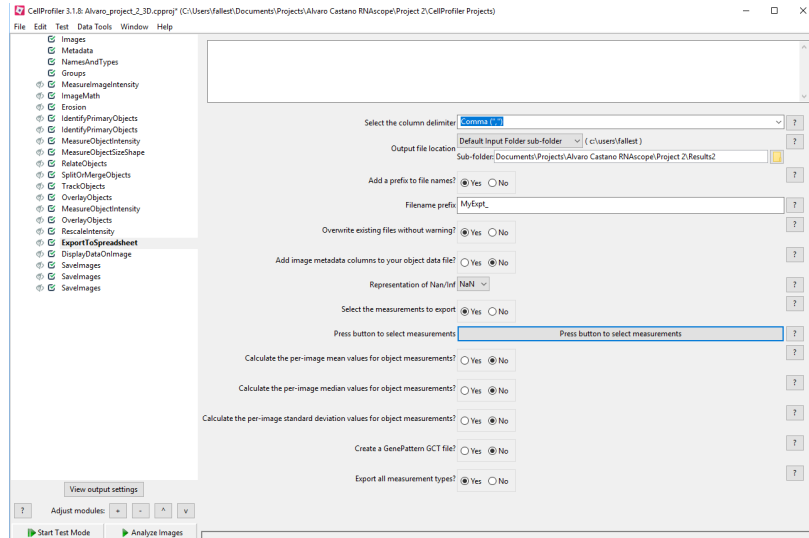 CellProfiler 3.1.8: Alvaro_project_2_3D.cpproj* (C:\Users\fallest\Documents\Projects\Alvaro Castano RNAscope\Project 2\CellProfiler Projects)
File Edit Test Data Tools Window Help
Images
Metadata
NamesAndTypes
Groups
MeasureImageIntensity
ImageMath
Erosion
IdentifyPrimaryObjects
IdentifyPrimaryObjects
MeasureObjectIntensity
MeasureObjectSizeShape
RelateObjects
SplitOrMergeObjects
TrackObjects
OverlayObjects
MeasureObjectIntensity
OverlayObjects
RescaleIntensity
ExportToSpreadsheet
DisplayDataOnImage
SaveImages
SaveImages
SaveImages
View output settings
? Adjust modules: + - ^ v
Start Test Mode Analyze Images
Select the column delimiter Comma (",") ?
Output file location Default Input Folder sub-folder ( c:\users\fallest ) ?
Sub-folder: Documents\Projects\Alvaro Castano RNAscope\Project 2\Results2
Add a prefix to file names? Yes No ?
Filename prefix MyExpt_ ?
Overwrite existing files without warning? Yes No ?
Add image metadata columns to your object data file? Yes No ?
Representation of Nan/Inf NaN ?
Select the measurements to export Yes No ?
Press button to select measurements Press button to select measurements ?
Calculate the per-image mean values for object measurements? Yes No ?
Calculate the per-image median values for object measurements? Yes No ?
Calculate the per-image standard deviation values for object measurements? Yes No ?
Create a GenePattern GCT file? Yes No ?
Export all measurement types? Yes No ?